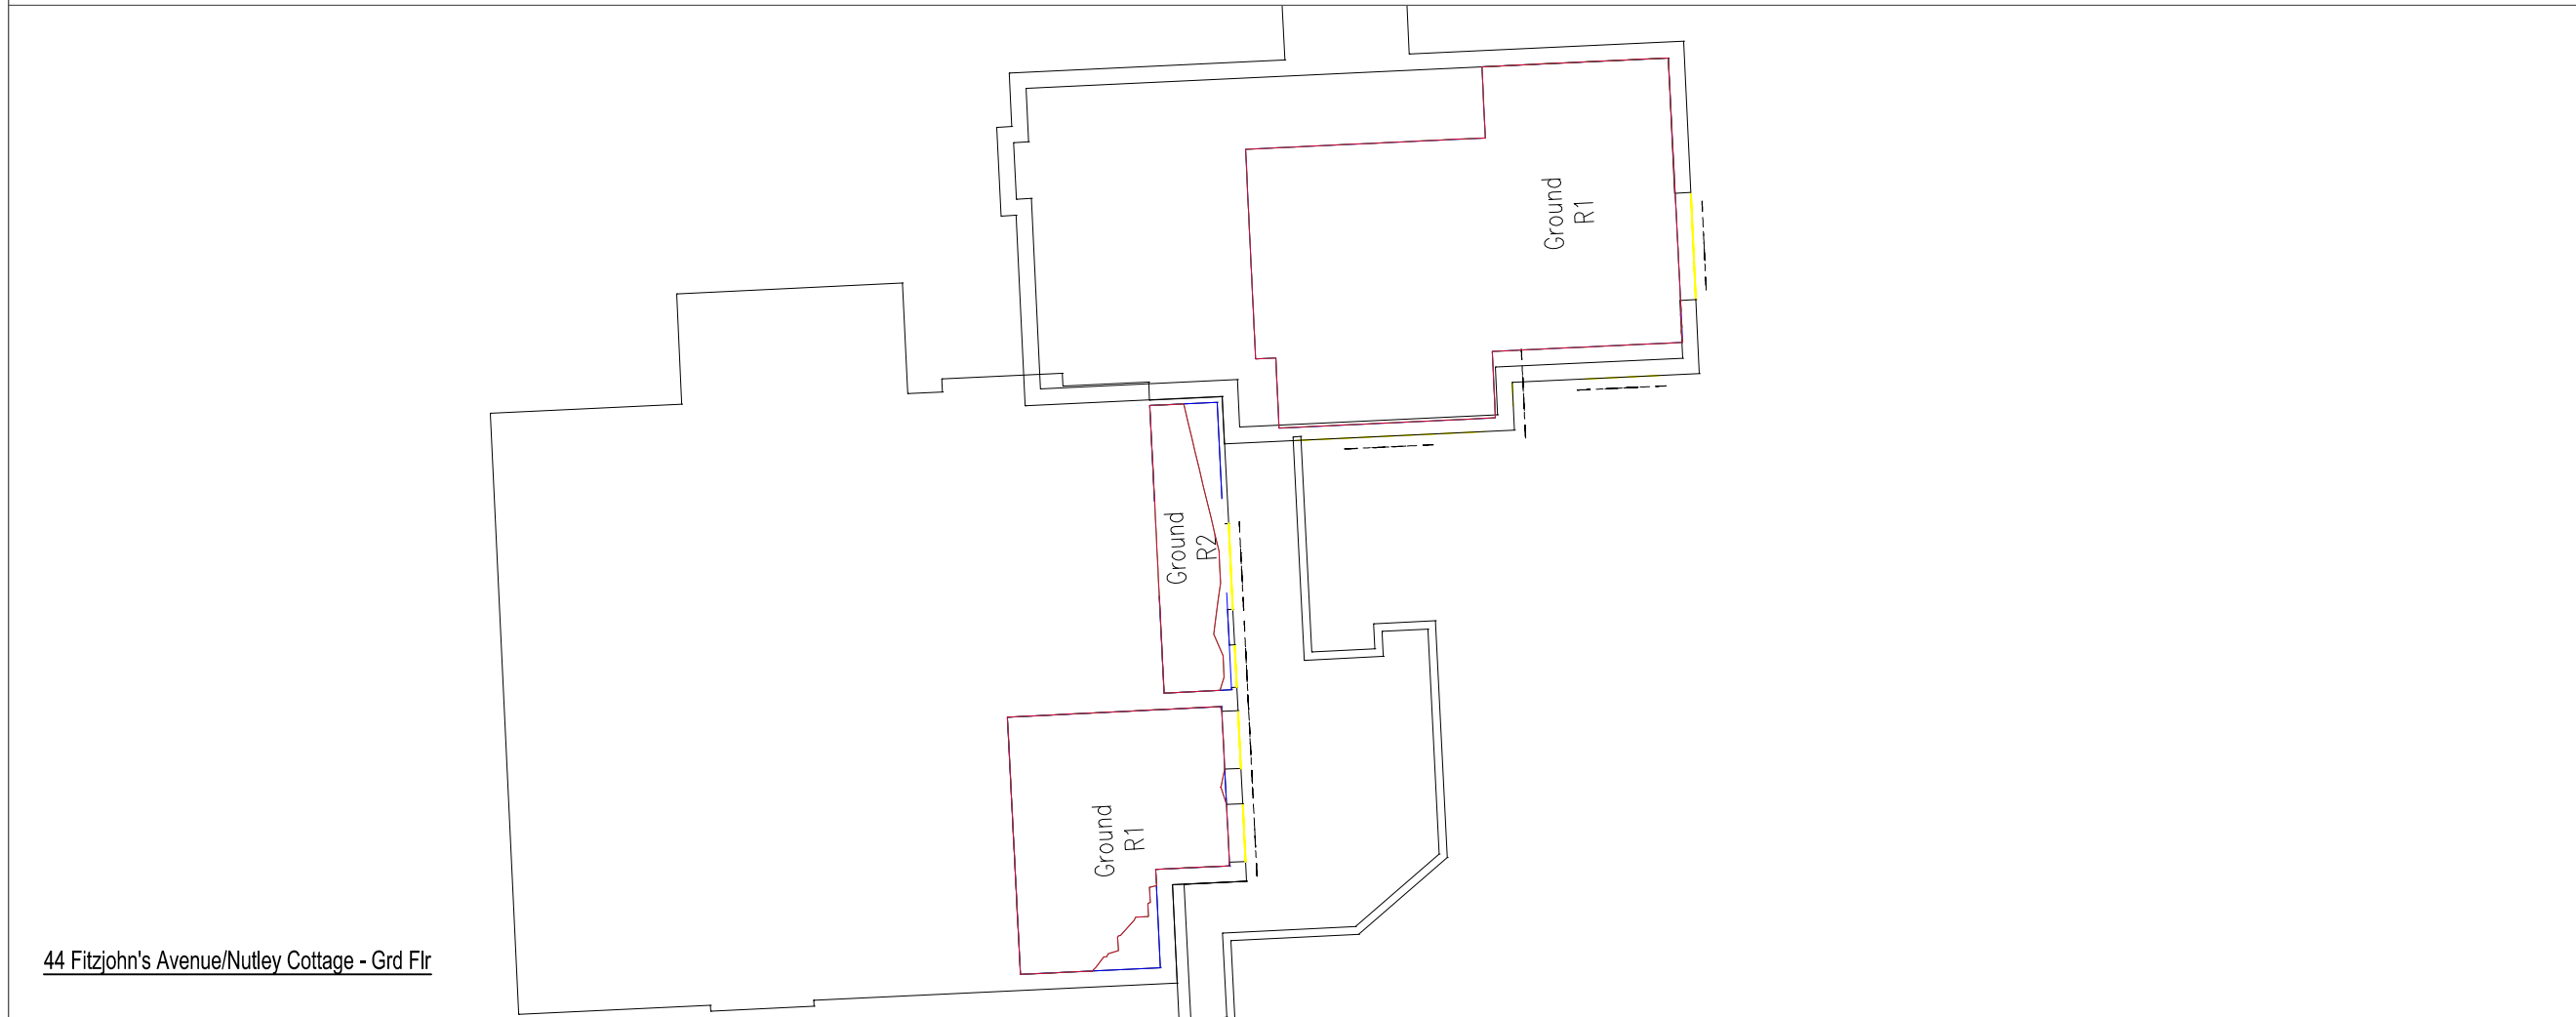 Ground
R1
Ground
R2
Ground
R1
44 Fitzjohn's Avenue/Nutley Cottage - Grd Flr